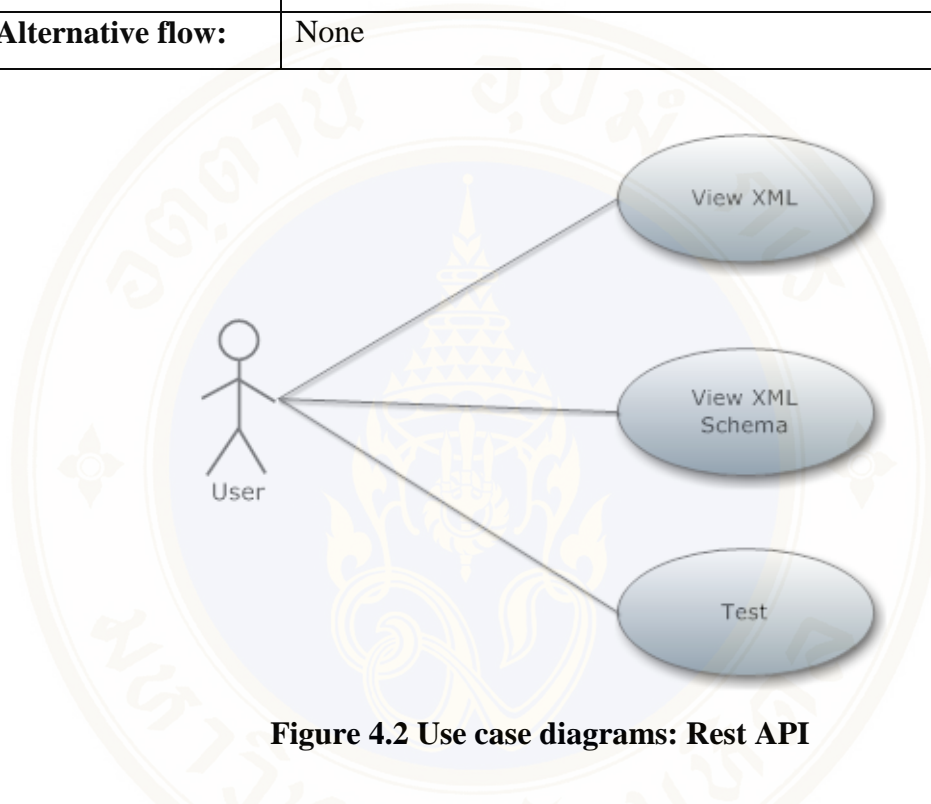 Alternative flow: None
View XML
View XML
Schema
User
Test
Figure 4.2 Use case diagrams: Rest API